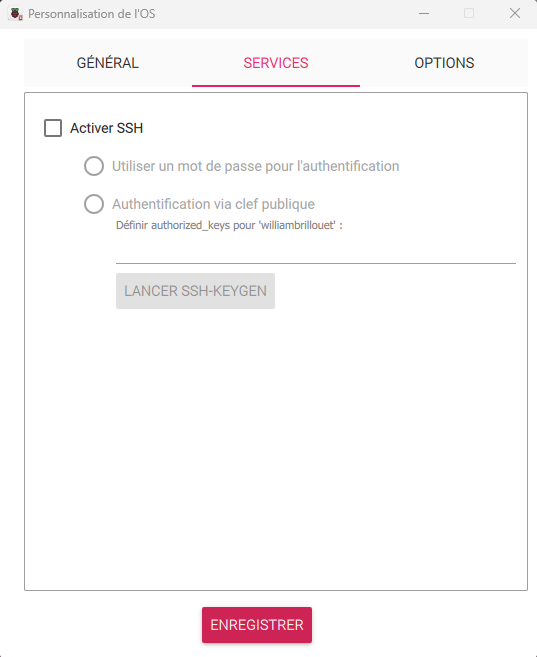 Personnalisation de l'OS
GÉNÉRAL
SERVICES
OPTIONS
Activer SSH
Utiliser un mot de passe pour l'authentification
Authentification via clef publique
Définir authorized_keys pour 'williambrillouet' :
LANCER SSH-KEYGEN
ENREGISTRER